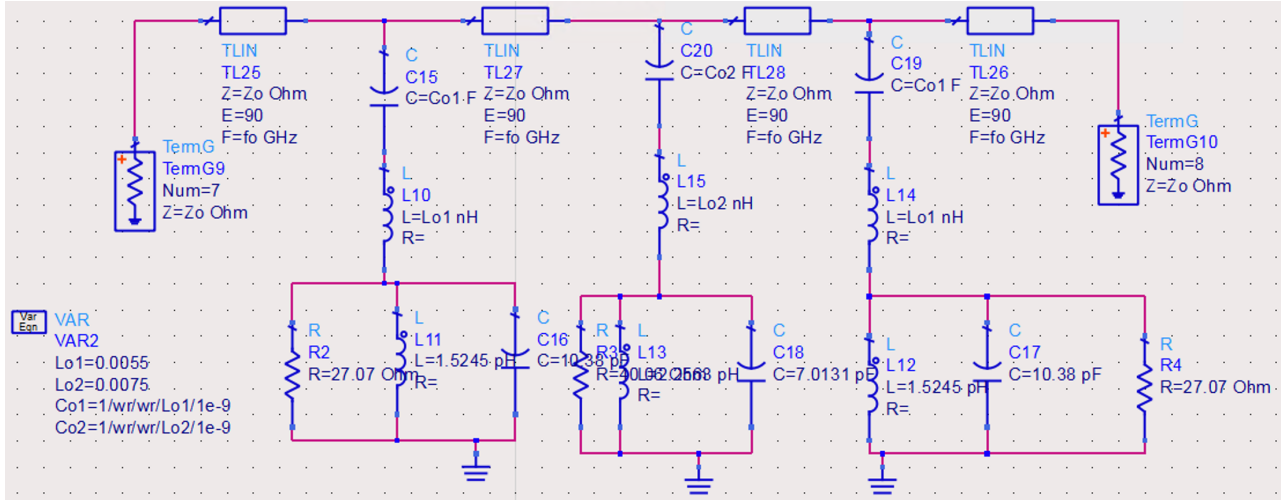 TLIN
TL25
Z=Zo Ohm
E=90
F=fo GHz
C
C15
C=Co1 F
TLIN
TL27
Z=Zo Ohm
E=90
F=fo GHz
C
C20
C=Co2 F
TLIN
TL28
Z=Zo Ohm
E=90
F=fo GHz
C
C19
C=Co1 F
TLIN
TL26
Z=Zo Ohm
E=90
F=fo GHz
+
TermG
TermG9
Num=7
Z=Zo Ohm
+
TermG
TermG10
Num=8
Z=Zo Ohm
L
L10
L=Lo1 nH
R=
L
L15
L=Lo2 nH
R=
L
L14
L=Lo1 nH
R=
Var
Eqn
VAR
VAR2
Lo1=0.0055
Lo2=0.0075
Co1=1/wr/wr/Lo1/1e-9
Co2=1/wr/wr/Lo2/1e-9
R
R2
R=27.07 Ohm
L
L11
L=1.5245 pH
R=
C
C16
C=10.38 pF
R
R3
L
L13
R=
C
C18
C=7.0131 pF
L
L12
L=1.5245 pH
R=
C
C17
C=10.38 pF
R
R4
R=27.07 Ohm